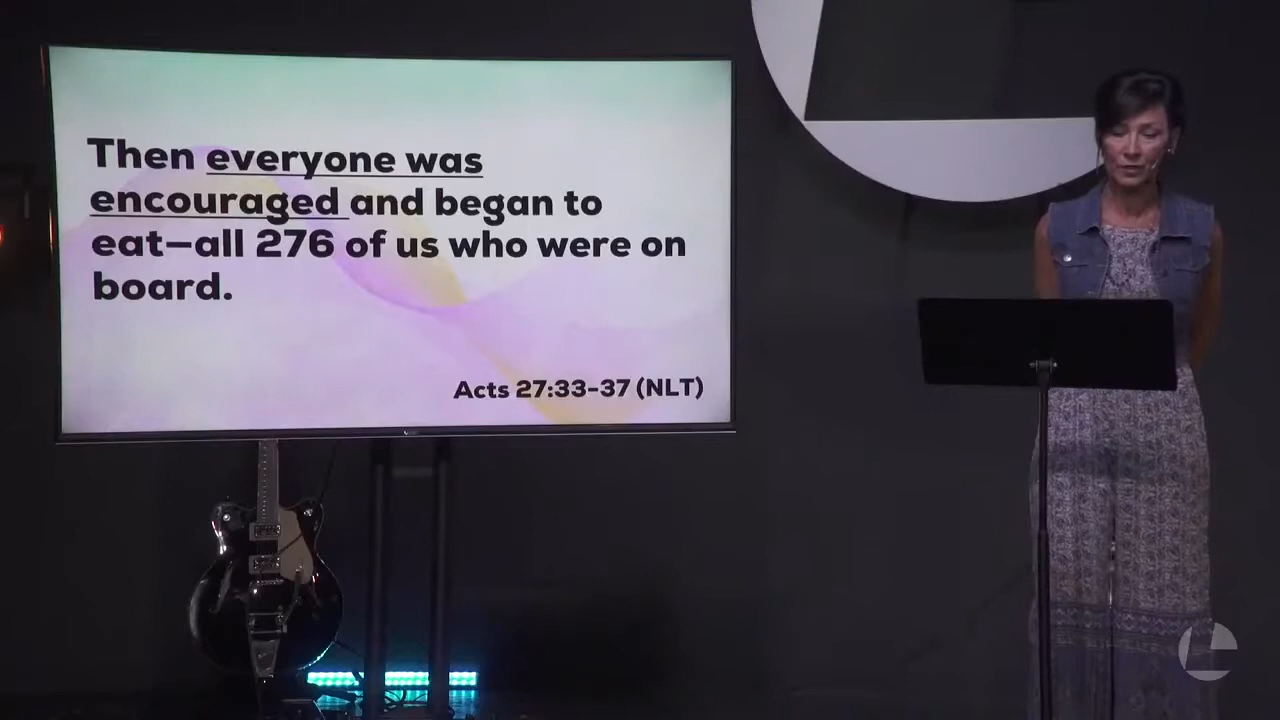 Then everyone was
encouraged and began to
eat—all 276 of us who were on
board.
Acts 27:33-37 (NLT)